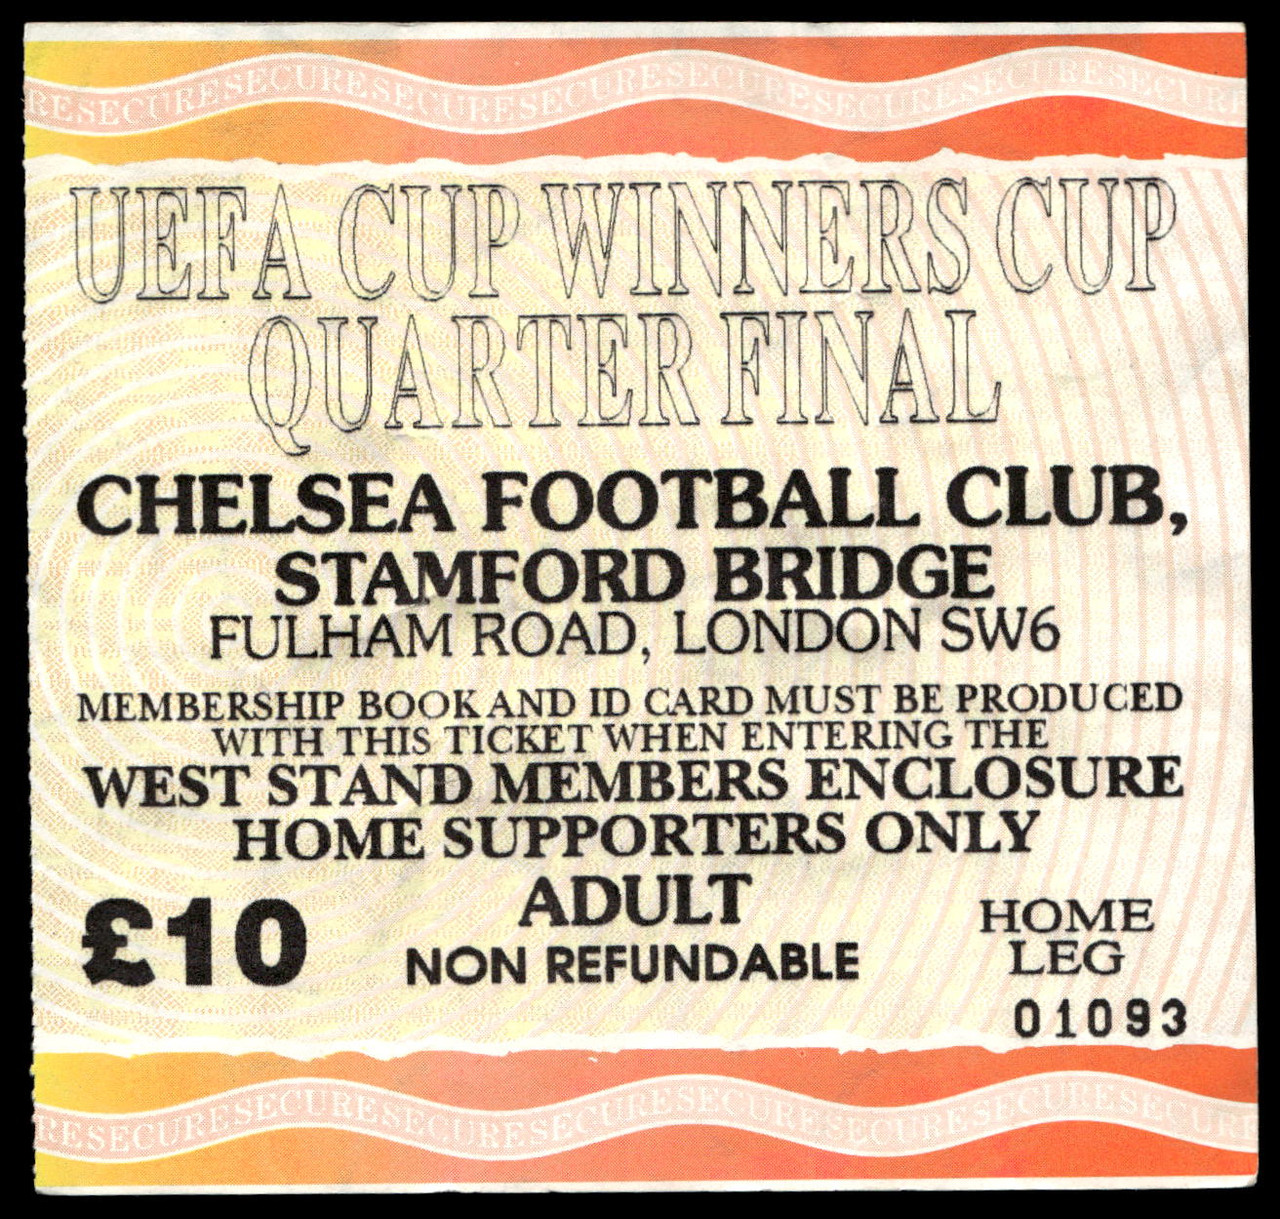 RESECURESECURESECURESECURESECURESECURESECURESECURE
UEFA CUP WINNERS CUP
QUARTER FINAL
CHELSEA FOOTBALL CLUB,
STAMFORD BRIDGE
FULHAM ROAD, LONDON SW6
MEMBERSHIP BOOK AND ID CARD MUST BE PRODUCED
WITH THIS TICKET WHEN ENTERING THE
WEST STAND MEMBERS ENCLOSURE
HOME SUPPORTERS ONLY
ADULT
£10
NON REFUNDABLE
HOME
LEG
01093
RESECURESECURESECURESECURESECURESECURESECURESECURE